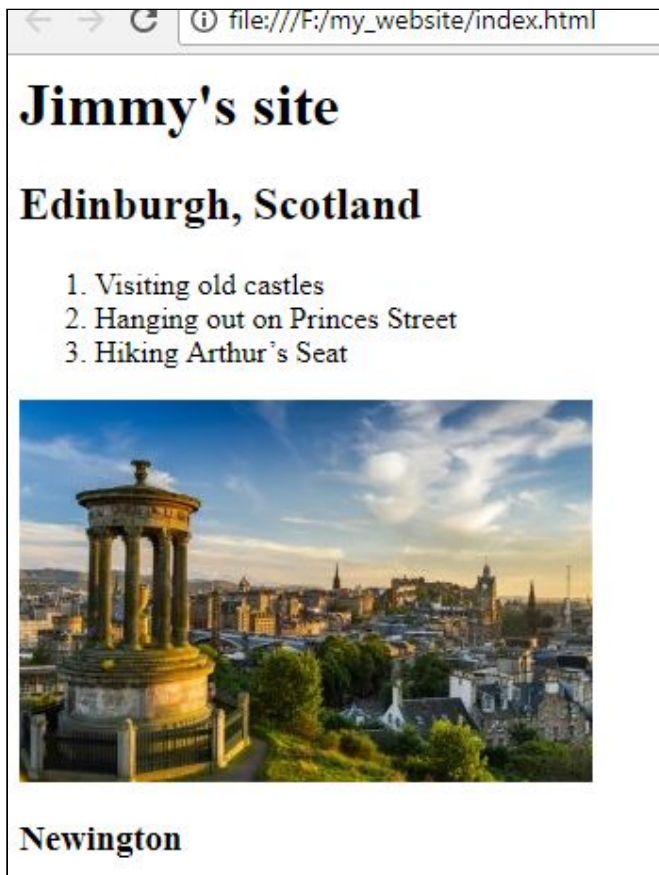 file:///F:/my_website/index.html
Jimmy's site
Edinburgh, Scotland
1. Visiting old castles
2. Hanging out on Princes Street
3. Hiking Arthur’s Seat
Newington